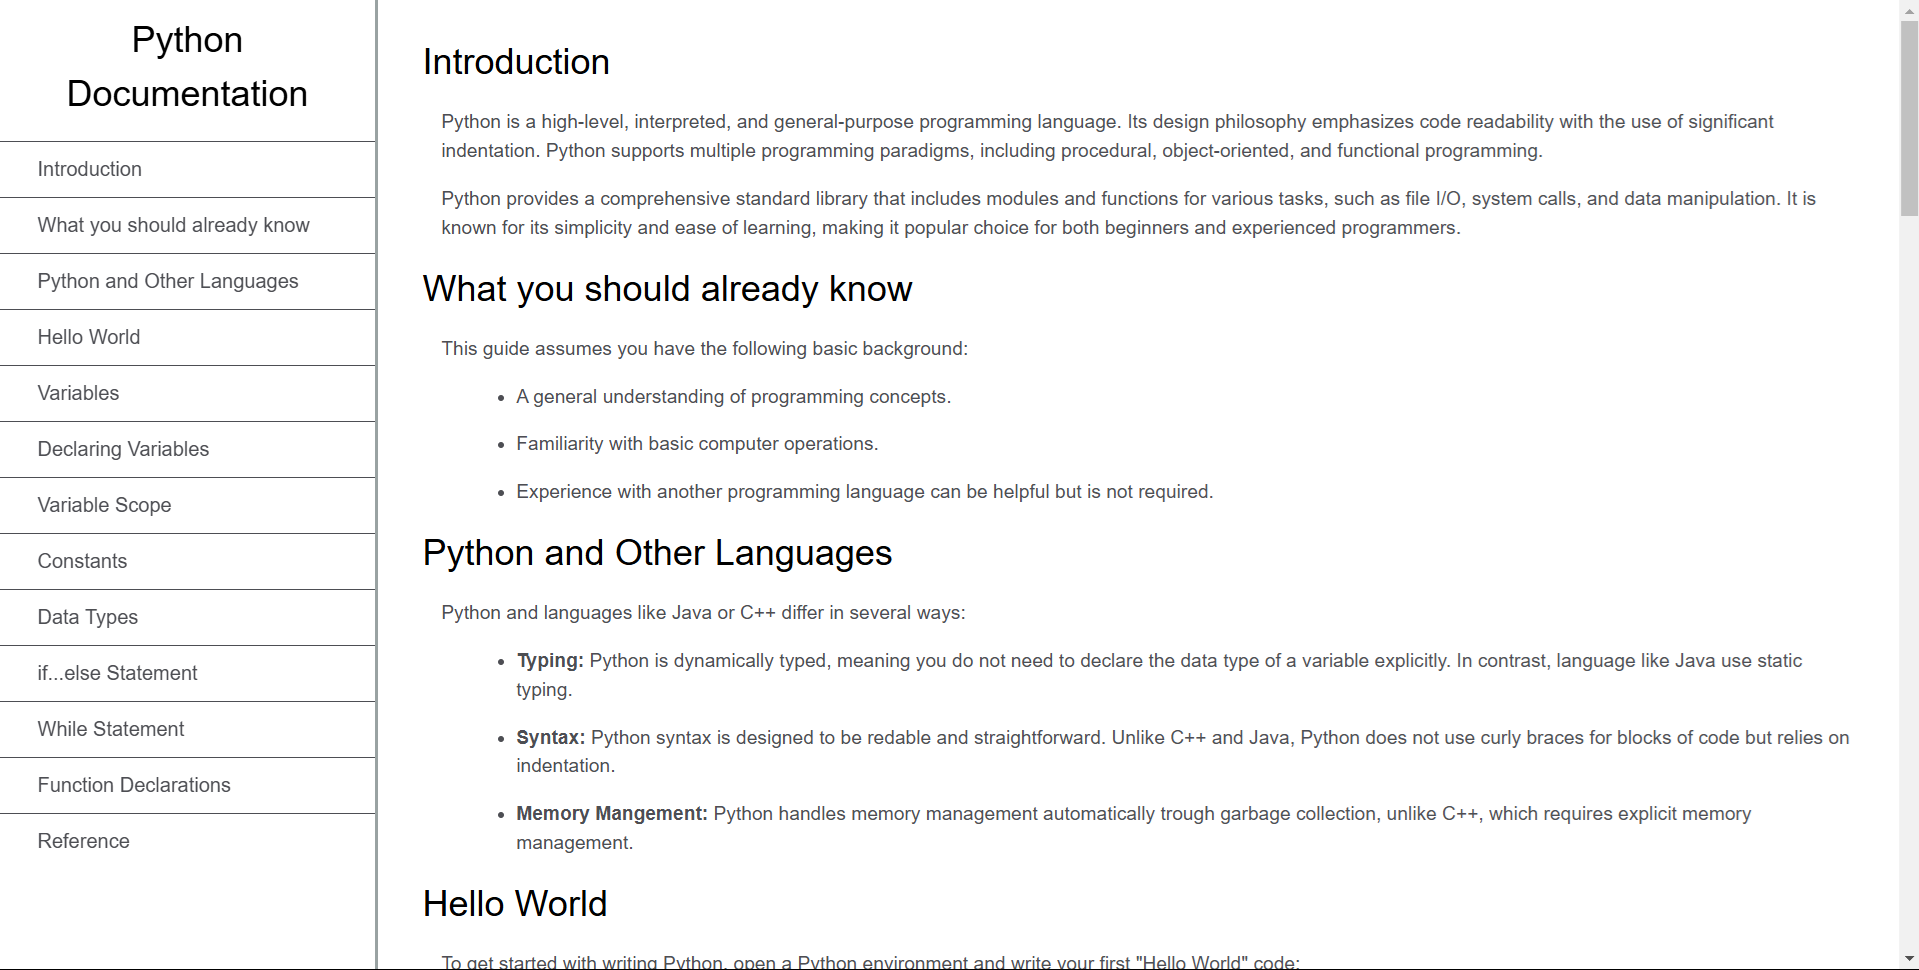 Python
Documentation
Introduction
What you should already know
Python and Other Languages
Hello World
Variables
Declaring Variables
Variable Scope
Constants
Data Types
if...else Statement
While Statement
Function Declarations
Reference
Introduction
Python is a high-level, interpreted, and general-purpose programming language. Its design philosophy emphasizes code readability with the use of significant
indentation. Python supports multiple programming paradigms, including procedural, object-oriented, and functional programming.
Python provides a comprehensive standard library that includes modules and functions for various tasks, such as file I/O, system calls, and data manipulation. It is
known for its simplicity and ease of learning, making it popular choice for both beginners and experienced programmers.
What you should already know
This guide assumes you have the following basic background:
• A general understanding of programming concepts.
• Familiarity with basic computer operations.
• Experience with another programming language can be helpful but is not required.
Python and Other Languages
Python and languages like Java or C++ differ in several ways:
• Typing: Python is dynamically typed, meaning you do not need to declare the data type of a variable explicitly. In contrast, language like Java use static
typing.
• Syntax: Python syntax is designed to be redable and straightforward. Unlike C++ and Java, Python does not use curly braces for blocks of code but relies on
indentation.
• Memory Mangement: Python handles memory management automatically trough garbage collection, unlike C++, which requires explicit memory
management.
Hello World
To get started with writing Python, open a Python environment and write your first "Hello World" code: